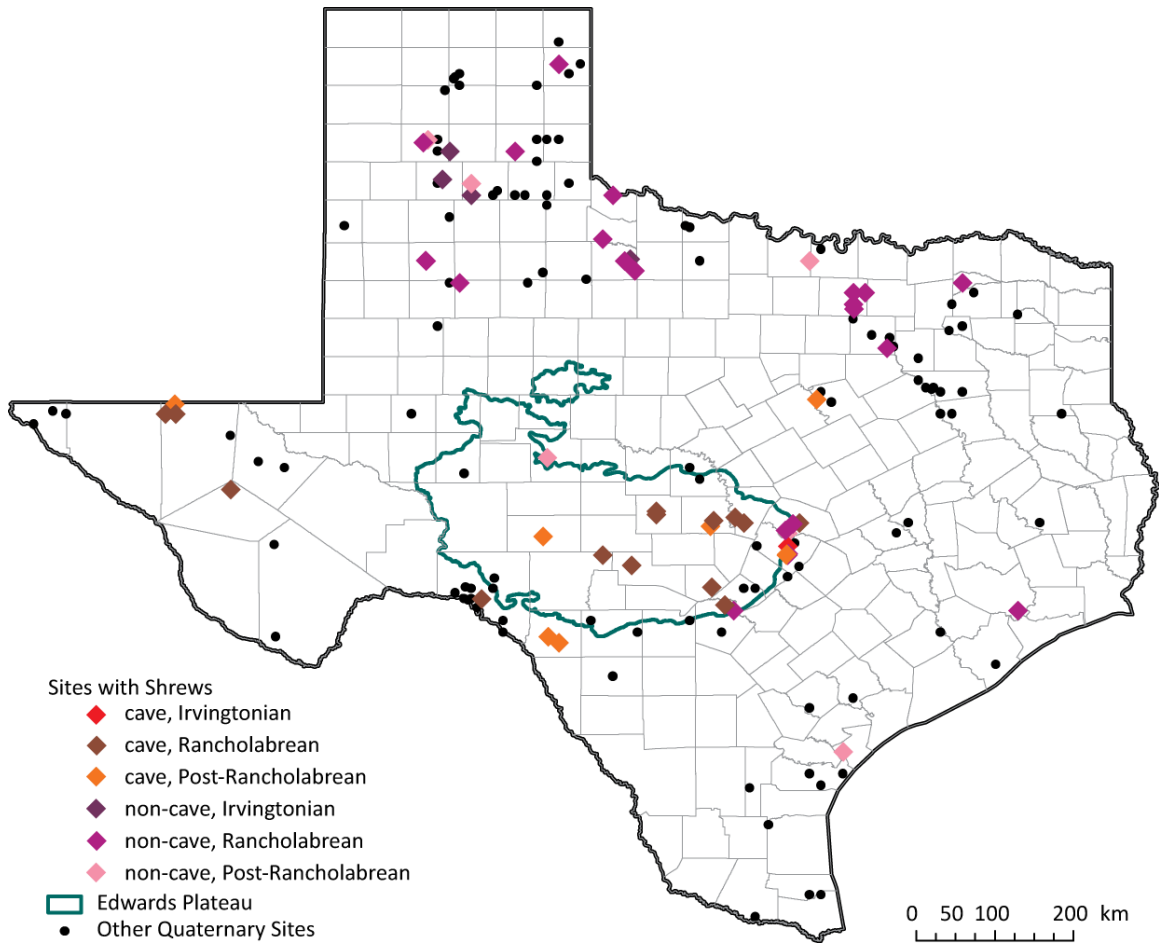 Sites with Shrews
cave, Irvingtonian
cave, Rancholabrean
cave, Post-Rancholabrean
non-cave, Irvingtonian
non-cave, Rancholabrean
non-cave, Post-Rancholabrean
Edwards Plateau
Other Quaternary Sites
0 50 100 200 km